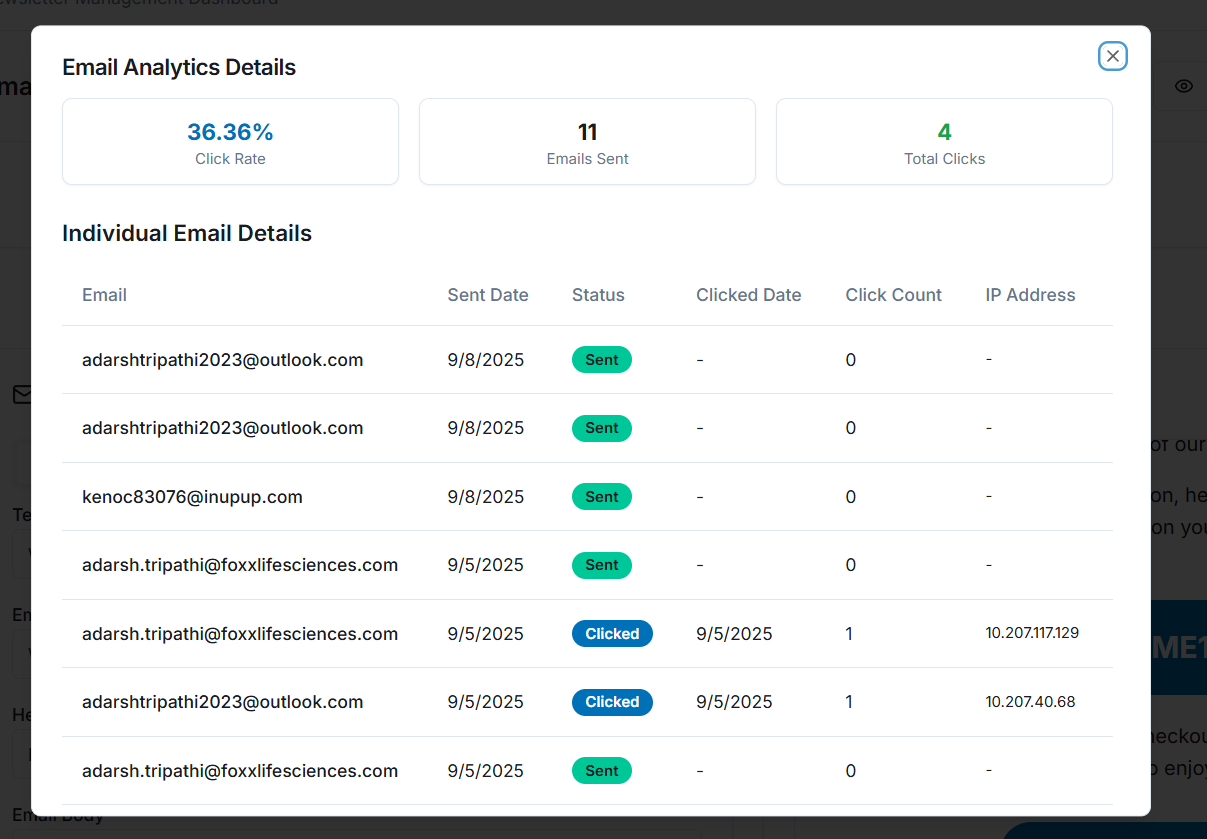 ewsletter Management Dashboard
Email Analytics Details
36.36%
Click Rate
11
Emails Sent
4
Total Clicks
Individual Email Details
Email Sent Date Status Clicked Date Click Count IP Address
adarshtripathi2023@outlook.com 9/8/2025 Sent - 0 -
adarshtripathi2023@outlook.com 9/8/2025 Sent - 0 -
kenoc83076@inupup.com 9/8/2025 Sent - 0 -
adarsh.tripathi@foxxlifesciences.com 9/5/2025 Sent - 0 -
adarsh.tripathi@foxxlifesciences.com 9/5/2025 Clicked 9/5/2025 1 10.207.117.129
adarshtripathi2023@outlook.com 9/5/2025 Clicked 9/5/2025 1 10.207.40.68
adarsh.tripathi@foxxlifesciences.com 9/5/2025 Sent - 0 -
Email Body